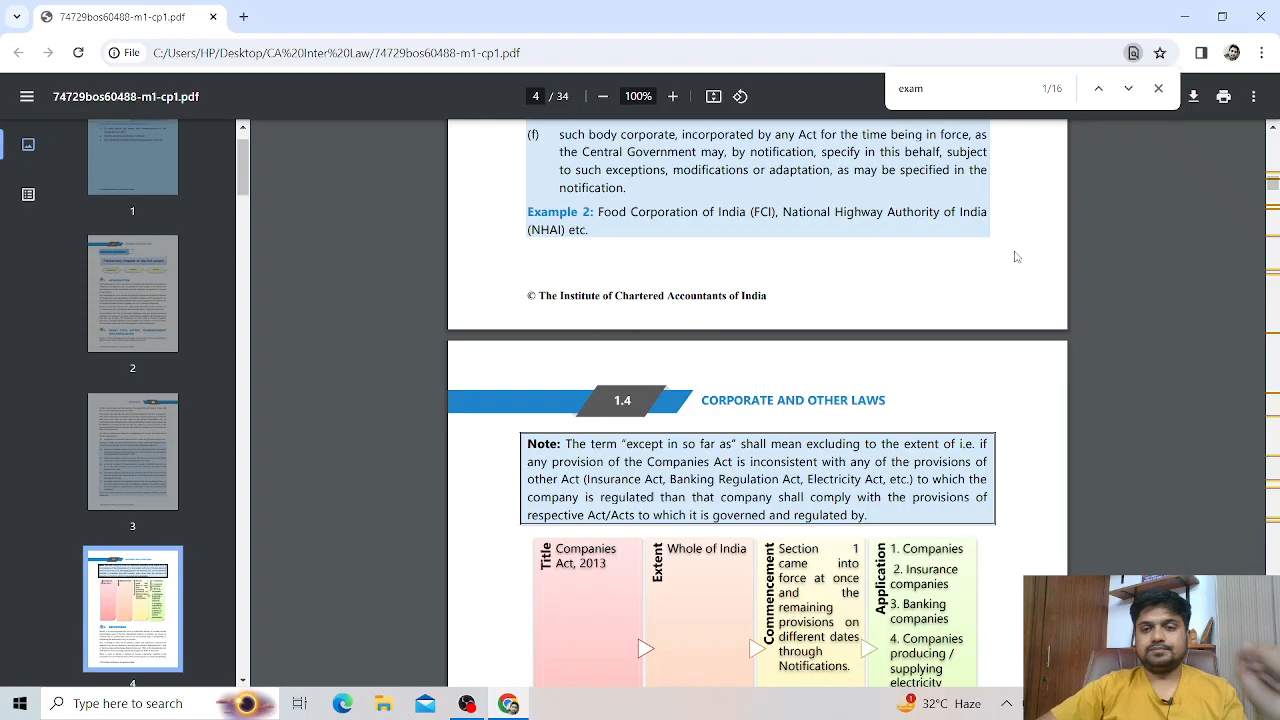 74729bos60488-m1-cp1.pdf
File C:/Users/HP/Desktop/CA%20Inter%20Law/74729bos60488-m1-cp1.pdf
exam 1/16
74729bos60488-m1-cp1.pdf 4 / 34 100%
1
2
3
4
(f) such body corporate, incorporated by any Act for the time being in force, as
the Central Government may, by notification, specify in this behalf, subject
to such exceptions, modifications or adaptation, as may be specified in the
notification.
Example 2: Food Corporation of India (FCI), National Highway Authority of India
(NHAI) etc.
© The Institute of Chartered Accountants of India
1.4 CORPORATE AND OTHER LAWS
Note: The term "except in so far as" shall mean excluding to the extent of i.e. if
any provision of the Companies Act is inconsistent with any of the provisions of
other Act (Insurance Act, Banking Regulation Act, Electricity Act, etc.) to which a
company is regulated than that company shall comply with the provisions of
respective Act/Acts to which it is governed and regulated by.
Title
Companies
Act, 2013
Extent
Whole of India
Commencement
Section 1
came into
force at once
and the
remaining
provisions on
different dates
through
Notifications.
Application
1. Companies
2. Insurance
companies
3. Banking
companies
4. Companies
producing /
supplying
electricity
Type here to search
32°C Haze